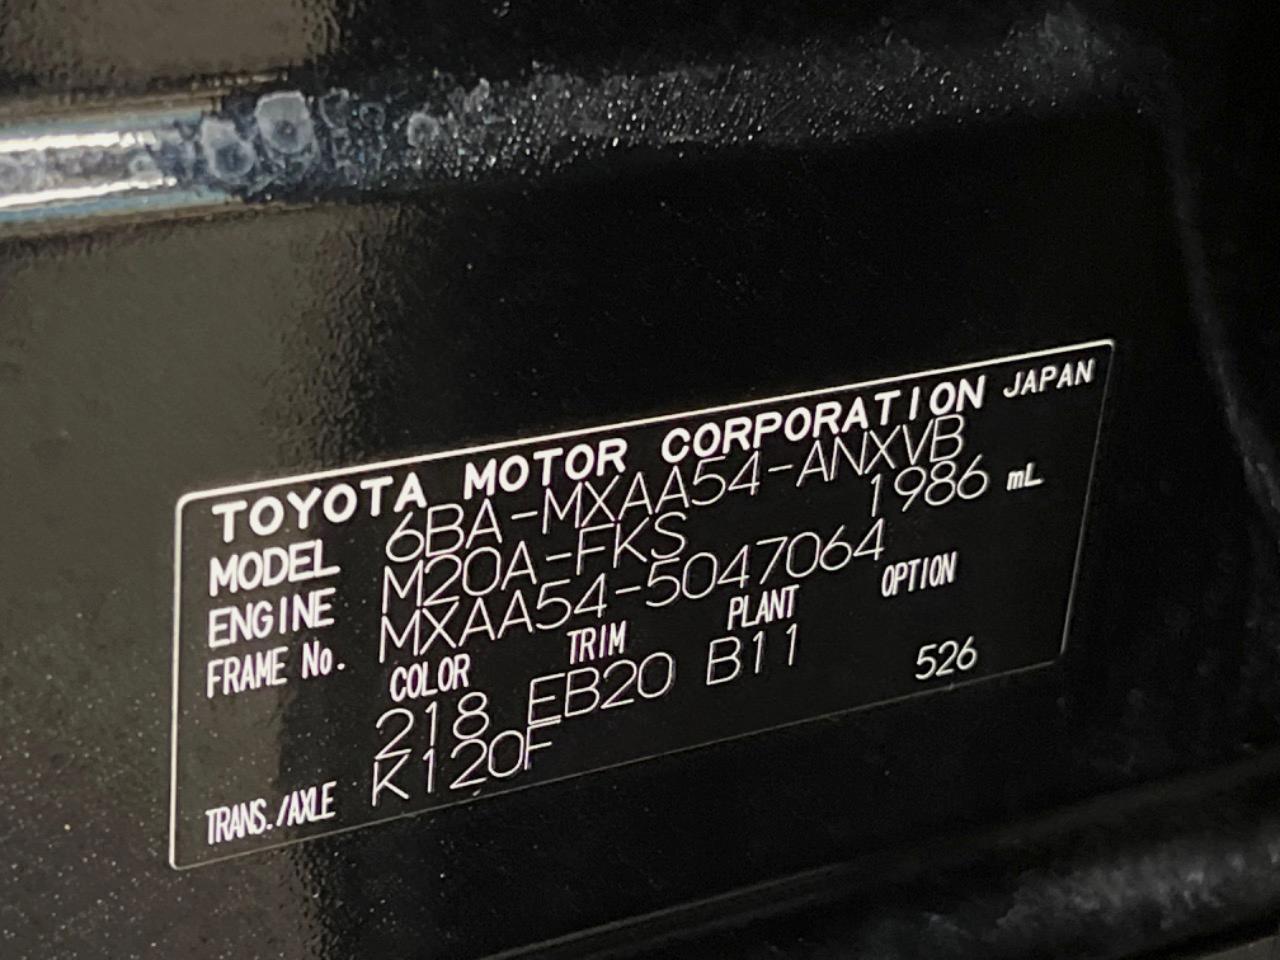 TOYOTA MOTOR CORPORATION JAPAN
MODEL 6BA-MXAA54-ANXVB
ENGINE M20A-FKS 1986 mL
FRAME No. MXAA54-5047064
COLOR TRIM PLANT OPTION
218 EB20 B11 526
TRANS./AXLE K120F